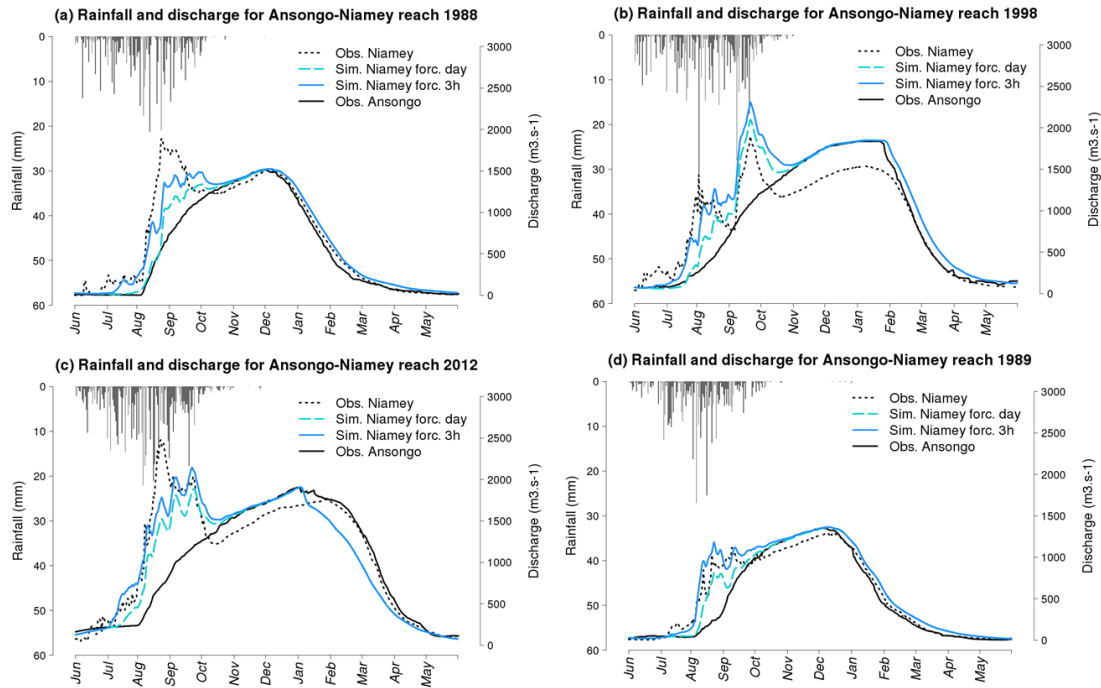 (a) Rainfall and discharge for Ansongo-Niamey reach 1988
0
10
20
30
40
50
60
Rainfall (mm)
3000
2500
2000
1500
1000
500
0
Discharge (m3.s-1)
Obs. Niamey
Sim. Niamey forc. day
Sim. Niamey forc. 3h
Obs. Ansongo
Jun Jul Aug Sep Oct Nov Dec Jan Feb Mar Apr May
(b) Rainfall and discharge for Ansongo-Niamey reach 1998
0
10
20
30
40
50
60
Rainfall (mm)
3000
2500
2000
1500
1000
500
0
Discharge (m3.s-1)
Obs. Niamey
Sim. Niamey forc. day
Sim. Niamey forc. 3h
Obs. Ansongo
Jun Jul Aug Sep Oct Nov Dec Jan Feb Mar Apr May
(c) Rainfall and discharge for Ansongo-Niamey reach 2012
0
10
20
30
40
50
60
Rainfall (mm)
3000
2500
2000
1500
1000
500
0
Discharge (m3.s-1)
Obs. Niamey
Sim. Niamey forc. day
Sim. Niamey forc. 3h
Obs. Ansongo
Jun Jul Aug Sep Oct Nov Dec Jan Feb Mar Apr May
(d) Rainfall and discharge for Ansongo-Niamey reach 1989
0
10
20
30
40
50
60
Rainfall (mm)
3000
2500
2000
1500
1000
500
0
Discharge (m3.s-1)
Obs. Niamey
Sim. Niamey forc. day
Sim. Niamey forc. 3h
Obs. Ansongo
Jun Jul Aug Sep Oct Nov Dec Jan Feb Mar Apr May